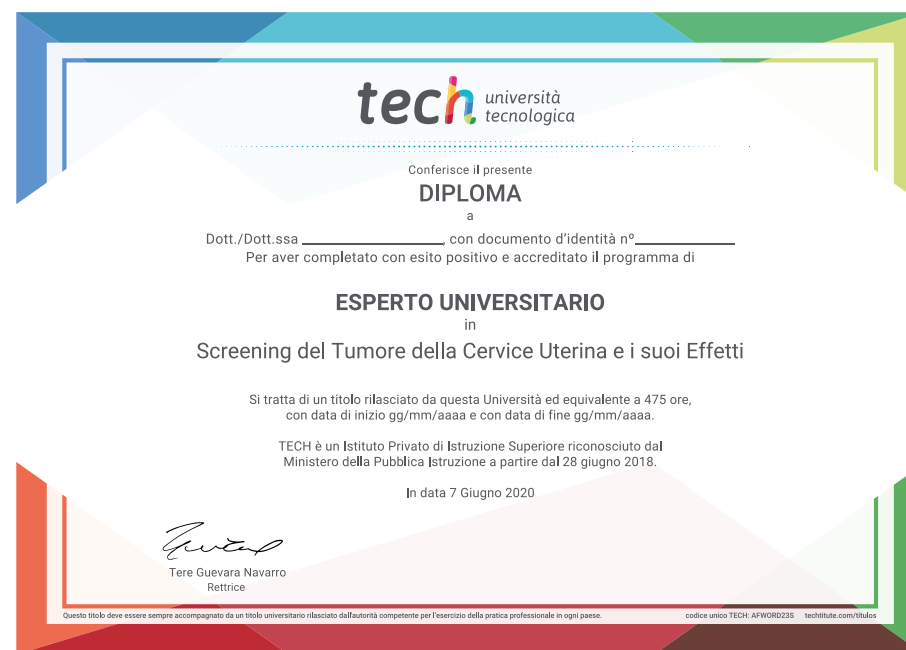 tech università
tecnologica
Conferisce il presente
DIPLOMA
a
Dott./Dott.ssa ____________________, con documento d'identità nº______________
Per aver completato con esito positivo e accreditato il programma di
ESPERTO UNIVERSITARIO
in
Screening del Tumore della Cervice Uterina e i suoi Effetti
Si tratta di un titolo rilasciato da questa Università ed equivalente a 475 ore,
con data di inizio gg/mm/aaaa e con data di fine gg/mm/aaaa.
TECH è un Istituto Privato di Istruzione Superiore riconosciuto dal
Ministero della Pubblica Istruzione a partire dal 28 giugno 2018.
In data 7 Giugno 2020
Tere Guevara Navarro
Rettrice
Questo titolo deve essere sempre accompagnato da un titolo universitario rilasciato dall'autorità competente per l'esercizio della pratica professionale in ogni paese. codice unico TECH: AFWORD23S techtitute.com/titulos